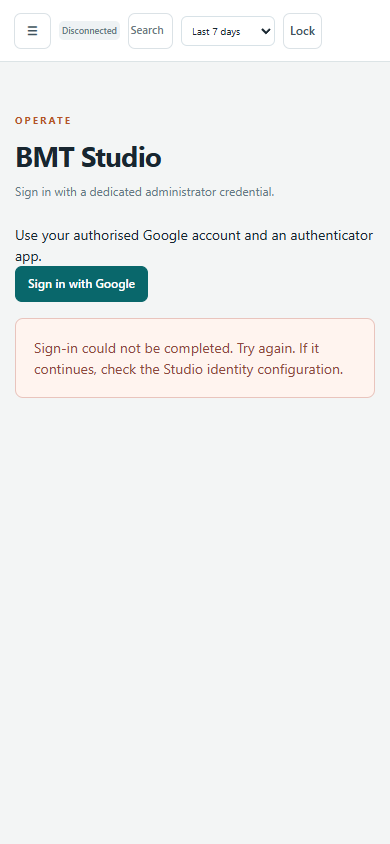 ☰ Disconnected Search Last 7 days Lock
OPERATE
BMT Studio
Sign in with a dedicated administrator credential.
Use your authorised Google account and an authenticator
app.
Sign in with Google
Sign-in could not be completed. Try again. If it
continues, check the Studio identity configuration.